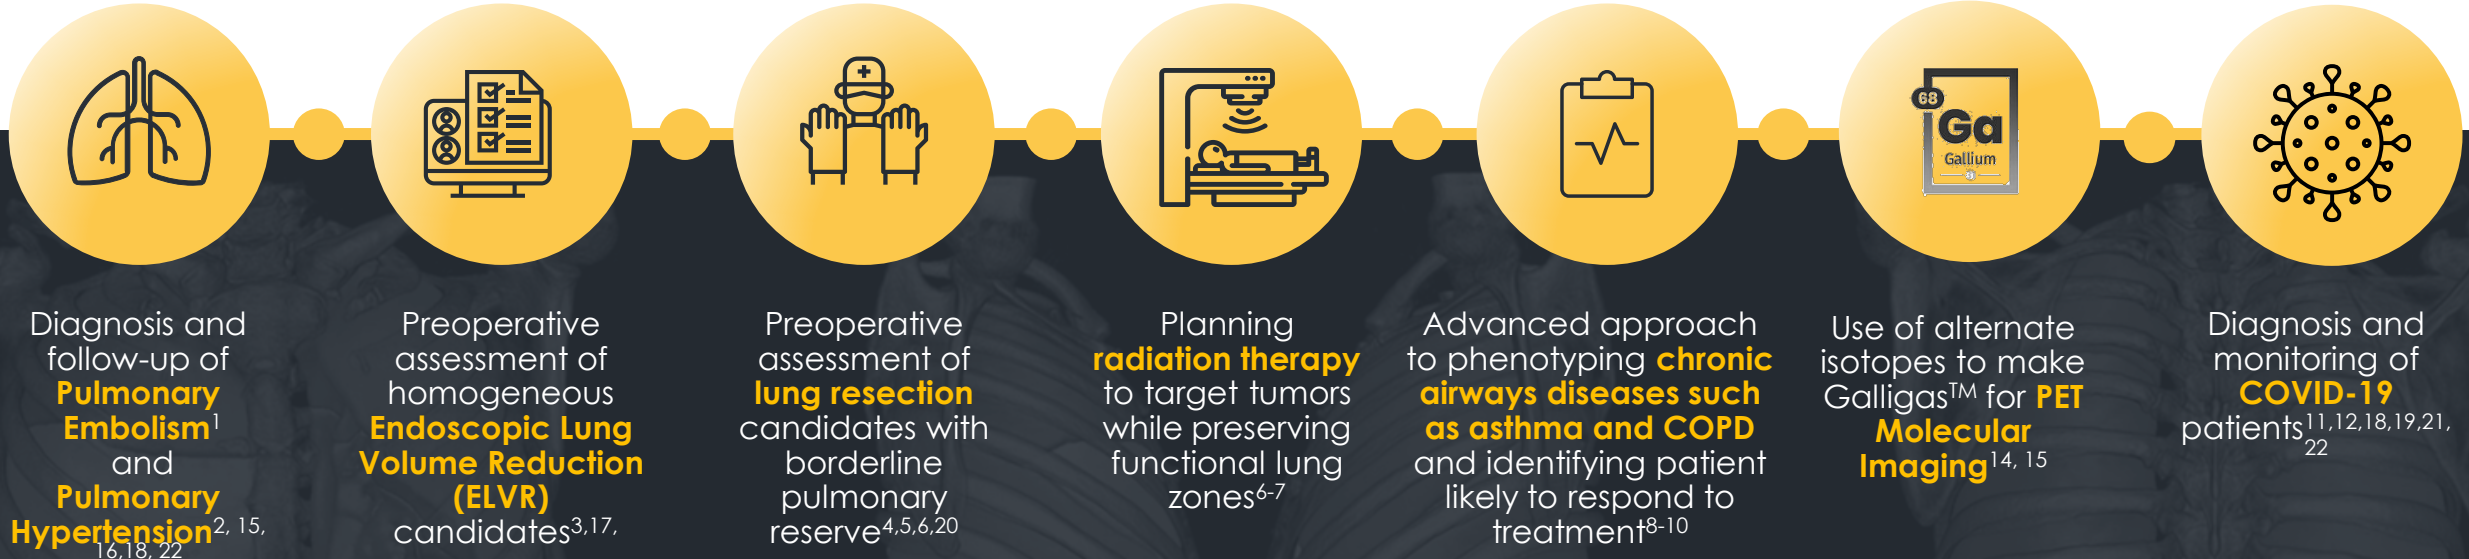 Diagnosis and
follow-up of
Pulmonary
Embolism1
and
Pulmonary
Hypertension2, 15,
16,18, 22
Preoperative
assessment of
homogeneous
Endoscopic Lung
Volume Reduction
(ELVR)
candidates3,17,
Preoperative
assessment of
lung resection
candidates with
borderline
pulmonary
reserve4,5,6,20
Planning
radiation therapy
to target tumors
while preserving
functional lung
zones6-7
Advanced approach
to phenotyping chronic
airways diseases such
as asthma and COPD
and identifying patient
likely to respond to
treatment8-10
68
Ga
Gallium
Use of alternate
isotopes to make
Galligas™ for PET
Molecular
Imaging14, 15
Diagnosis and
monitoring of
COVID-19
patients11,12,18,19,21,
22